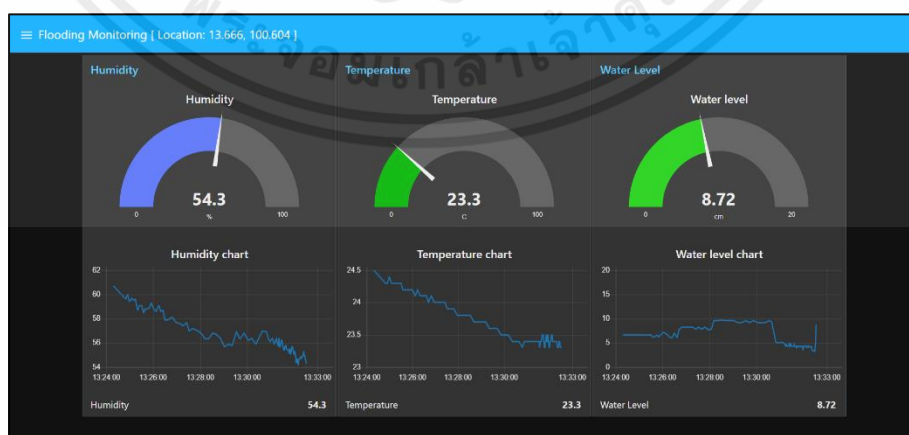 Flooding Monitoring [ Location: 13.666, 100.604 ]
Humidity
Temperature
Water Level
Humidity
Temperature
Water level
54.3
%
0
100
23.3
C
0
100
8.72
cm
0
20
Humidity chart
62
60
58
56
54
13:24:00
13:26:00
13:28:00
13:30:00
13:33:00
Temperature chart
24.5
24
23.5
23
13:24:00
13:26:00
13:28:00
13:30:00
13:33:00
Water level chart
20
15
10
5
0
13:24:00
13:26:00
13:28:00
13:30:00
13:33:00
Humidity 54.3
Temperature 23.3
Water Level 8.72